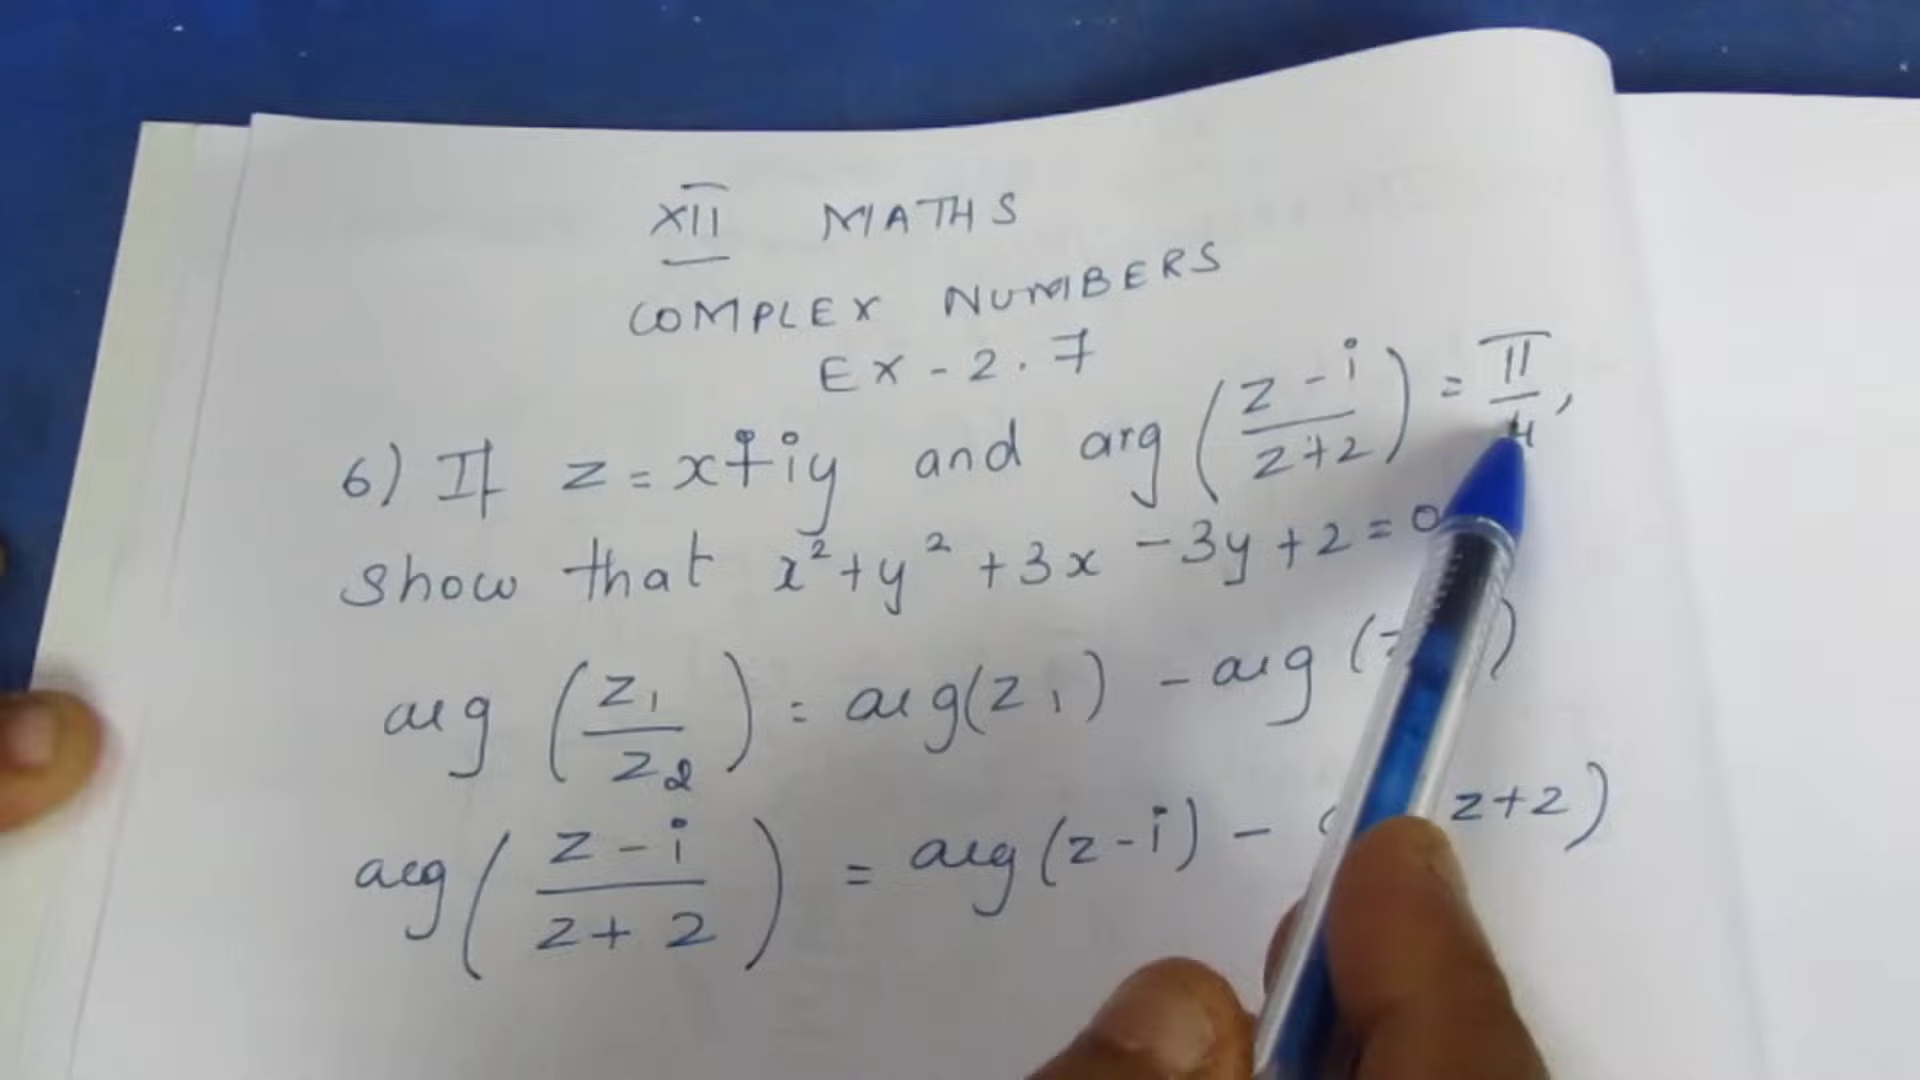 XII MATHS
COMPLEX NUMBERS
EX - 2.7
6) If z = x + iy and arg ( (z - i) / (z + 2) ) = π/4,
Show that x² + y² + 3x - 3y + 2 = 0
arg ( z₁ / z₂ ) = arg(z₁) - arg (z )
arg ( (z - i) / (z + 2) ) = arg (z - i) - z + 2)